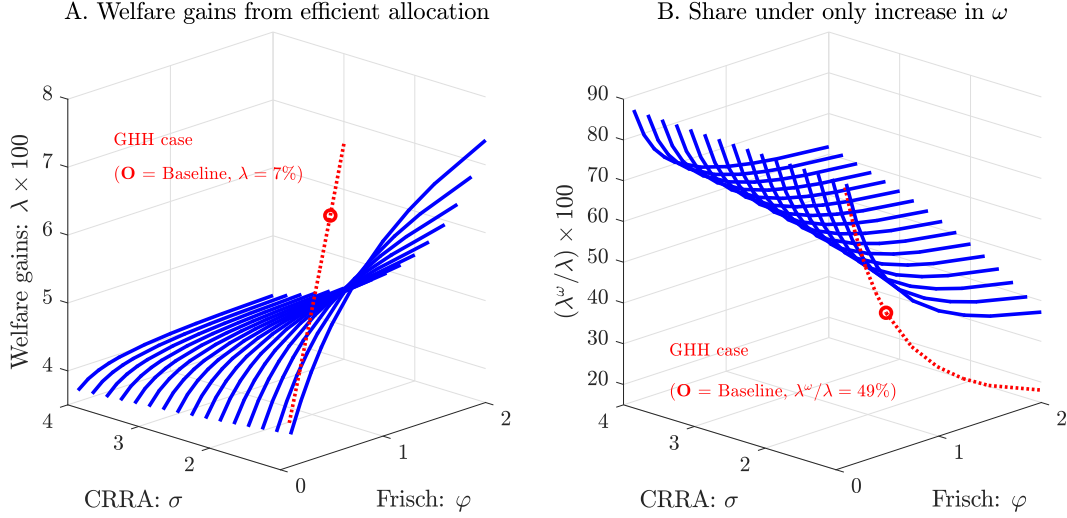 A. Welfare gains from efficient allocation
Welfare gains: λ × 100
8
7
6
5
4
GHH case
(O = Baseline, λ = 7%)
4
3
2
CRRA: σ
0
1
2
Frisch: φ
B. Share under only increase in ω
(λ^ω/λ) × 100
90
80
70
60
50
40
30
20
GHH case
(O = Baseline, λ^ω/λ = 49%)
4
3
2
CRRA: σ
0
1
2
Frisch: φ